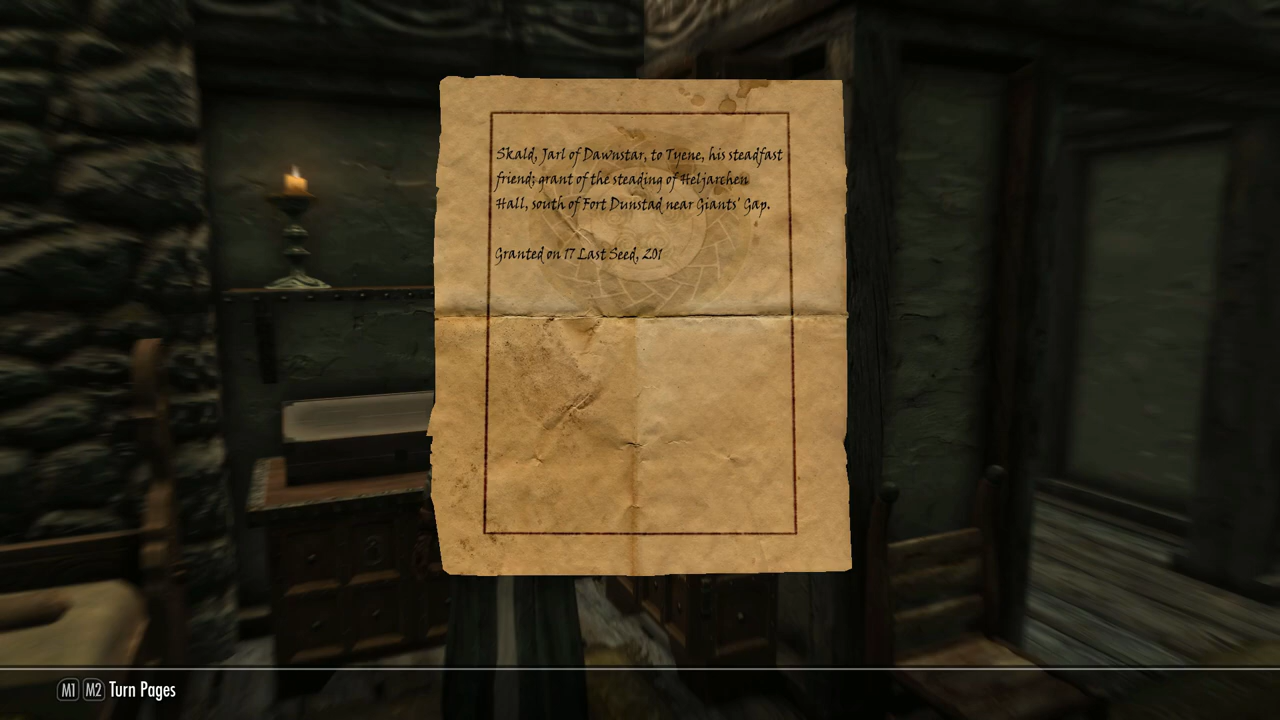 Skald, Jarl of Dawnstar, to Tyene, his steadfast
friend; grant of the steading of Heljarchen
Hall, south of Fort Dunstad near Giants' Gap.
Granted on 17 Last Seed, 201
M1 M2 Turn Pages